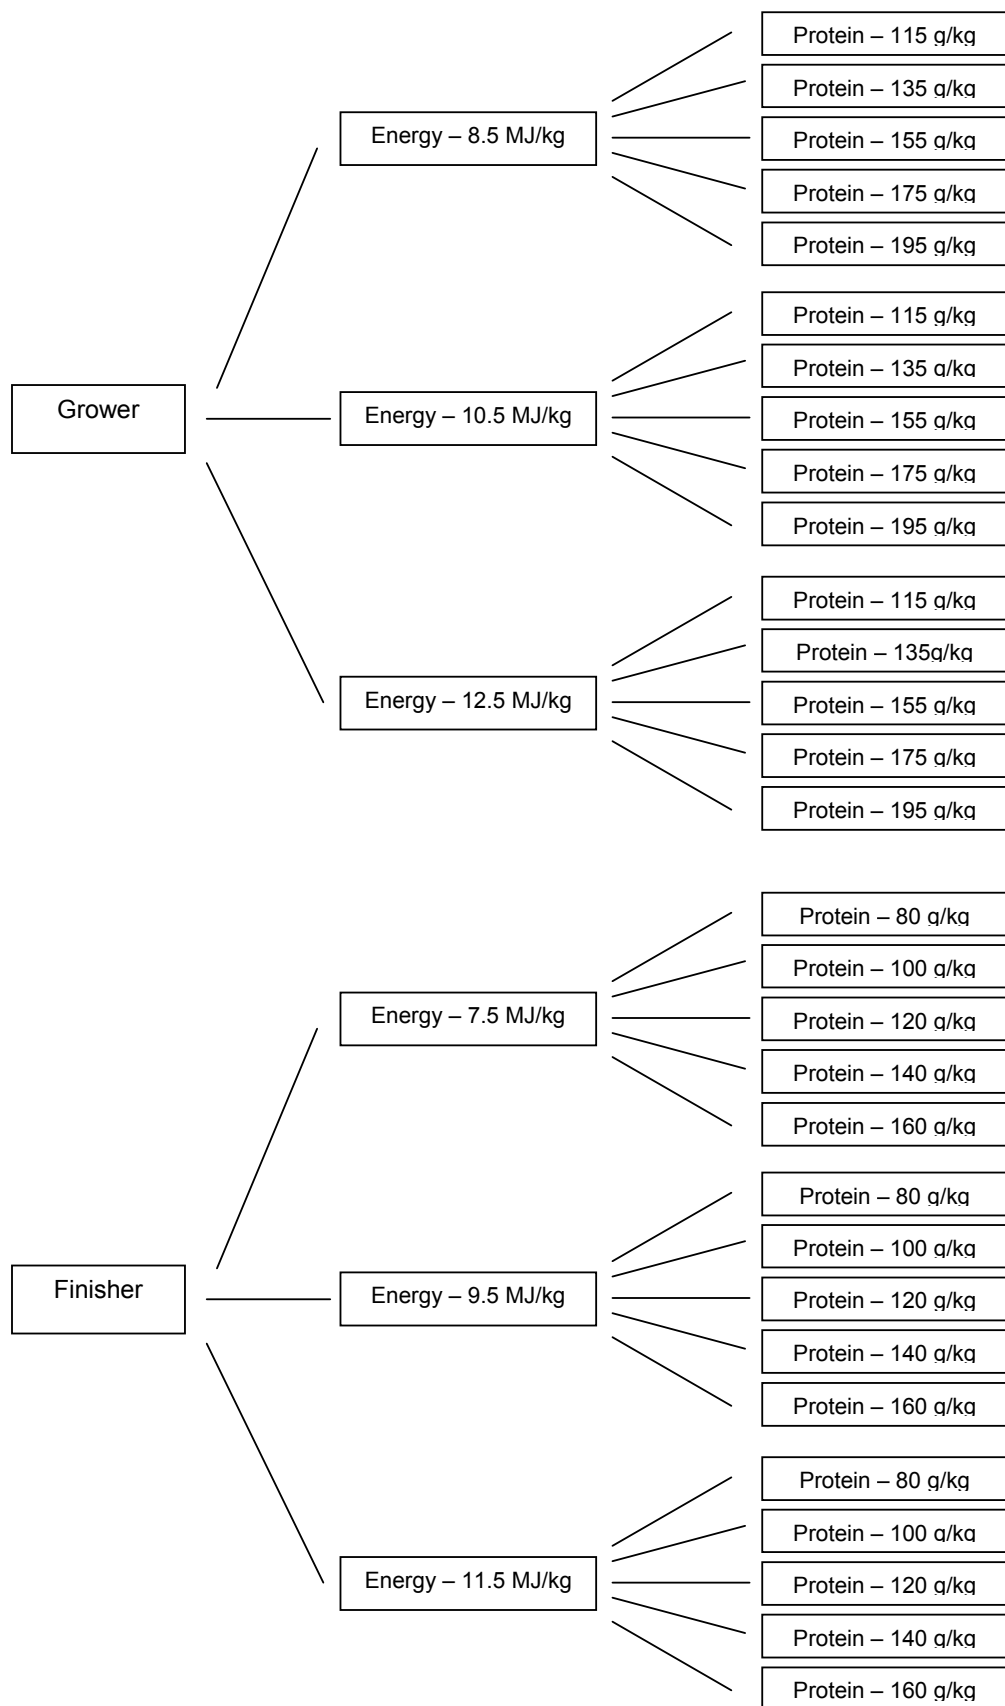 Grower
Energy – 8.5 MJ/kg
Protein – 115 g/kg
Protein – 135 g/kg
Protein – 155 g/kg
Protein – 175 g/kg
Protein – 195 g/kg
Energy – 10.5 MJ/kg
Protein – 115 g/kg
Protein – 135 g/kg
Protein – 155 g/kg
Protein – 175 g/kg
Protein – 195 g/kg
Energy – 12.5 MJ/kg
Protein – 115 g/kg
Protein – 135g/kg
Protein – 155 g/kg
Protein – 175 g/kg
Protein – 195 g/kg
Finisher
Energy – 7.5 MJ/kg
Protein – 80 g/kg
Protein – 100 g/kg
Protein – 120 g/kg
Protein – 140 g/kg
Protein – 160 g/kg
Energy – 9.5 MJ/kg
Protein – 80 g/kg
Protein – 100 g/kg
Protein – 120 g/kg
Protein – 140 g/kg
Protein – 160 g/kg
Energy – 11.5 MJ/kg
Protein – 80 g/kg
Protein – 100 g/kg
Protein – 120 g/kg
Protein – 140 g/kg
Protein – 160 g/kg